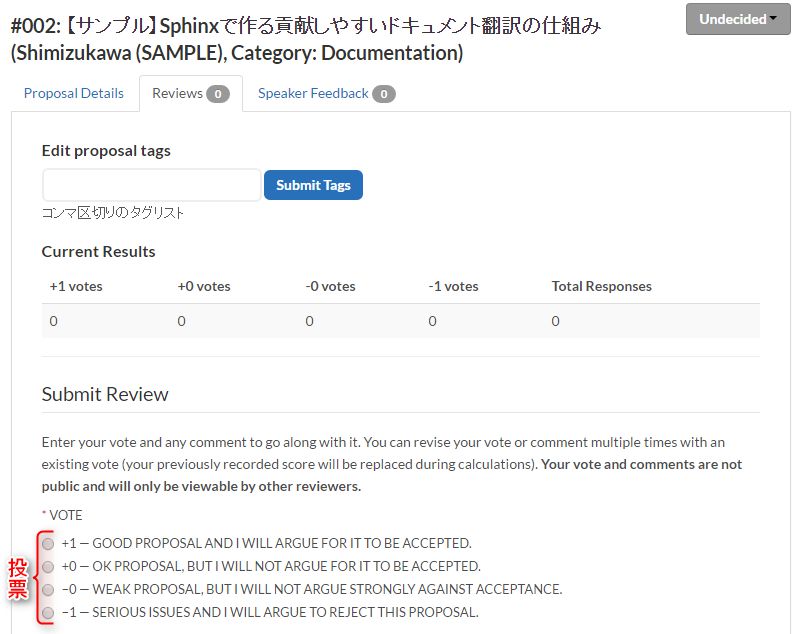 #002: 【サンプル】Sphinxで作る貢献しやすいドキュメント翻訳の仕組み
(Shimizukawa (SAMPLE), Category: Documentation)
Undecided
Proposal Details
Reviews 0
Speaker Feedback 0
Edit proposal tags
Submit Tags
コンマ区切りのタグリスト
Current Results
+1 votes +0 votes -0 votes -1 votes Total Responses
0 0 0 0 0
Submit Review
Enter your vote and any comment to go along with it. You can revise your vote or comment multiple times with an
existing vote (your previously recorded score will be replaced during calculations). Your vote and comments are not
public and will only be viewable by other reviewers.
* VOTE
投票
+1 — GOOD PROPOSAL AND I WILL ARGUE FOR IT TO BE ACCEPTED.
+0 — OK PROPOSAL, BUT I WILL NOT ARGUE FOR IT TO BE ACCEPTED.
−0 — WEAK PROPOSAL, BUT I WILL NOT ARGUE STRONGLY AGAINST ACCEPTANCE.
−1 — SERIOUS ISSUES AND I WILL ARGUE TO REJECT THIS PROPOSAL.